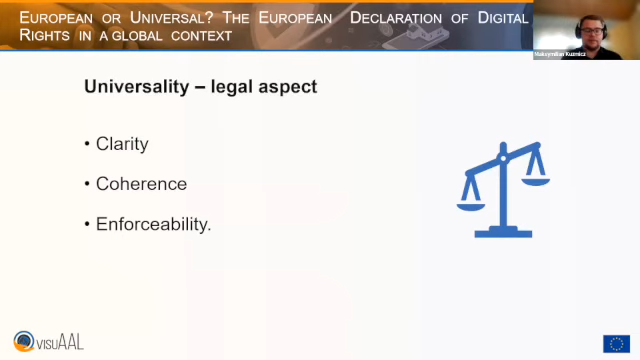 European or Universal? The European Declaration of Digital
Rights in a global context
Maksymilian Kuźmicz
Universality – legal aspect
• Clarity
• Coherence
• Enforceability.
visuAAL